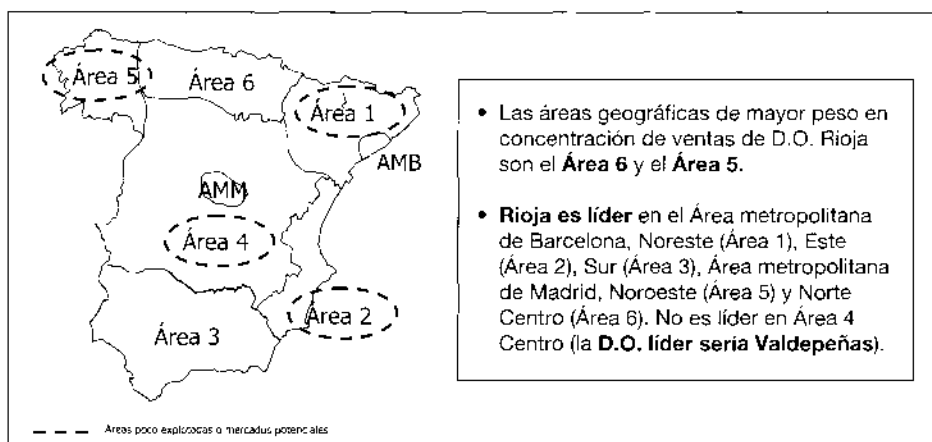 Área 5
Área 6
Área 1
AMB
AMM
Área 4
Área 2
Área 3
Áreas poco explotadas o mercados potenciales
• Las áreas geográficas de mayor peso en
concentración de ventas de D.O. Rioja
son el Área 6 y el Área 5.
• Rioja es líder en el Área metropolitana
de Barcelona, Noreste (Área 1), Este
(Área 2), Sur (Área 3), Área metropolitana
de Madrid, Noroeste (Área 5) y Norte
Centro (Área 6). No es líder en Área 4
Centro (la D.O. líder sería Valdepeñas).